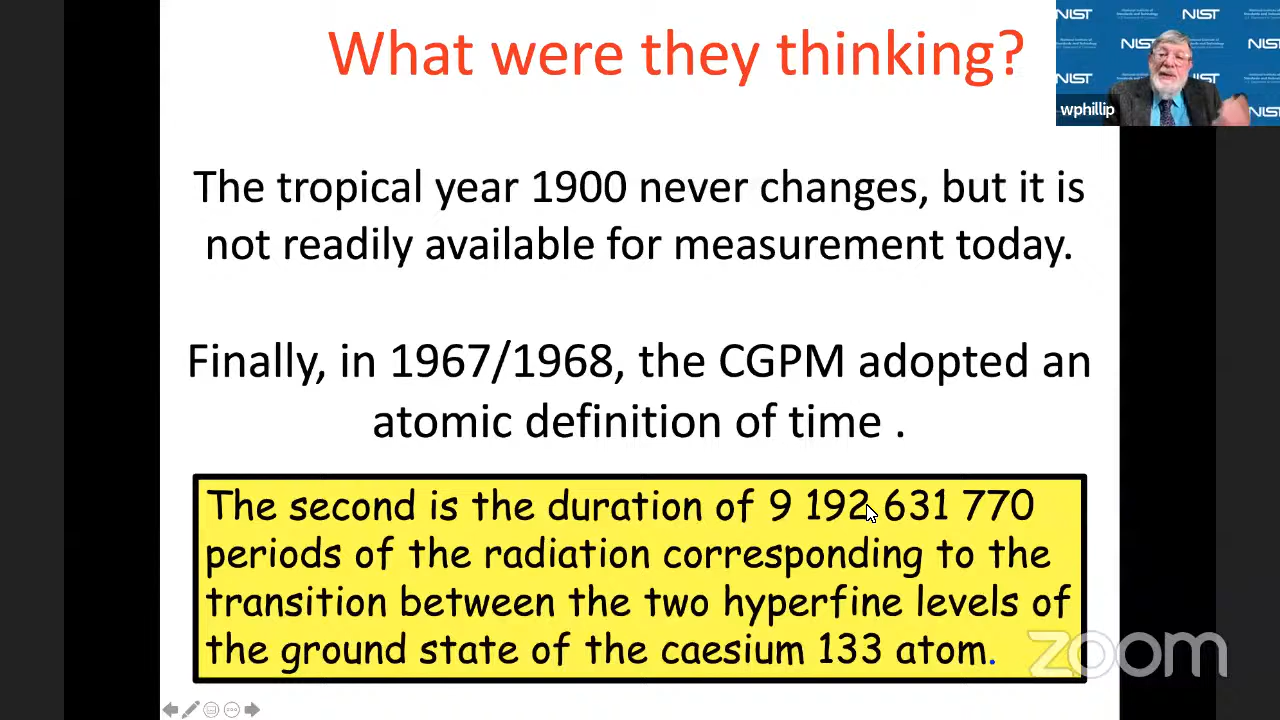 What were they thinking?
NIST
NIST
NIST
NIST
NIST
NIST
wphillip
The tropical year 1900 never changes, but it is
not readily available for measurement today.
Finally, in 1967/1968, the CGPM adopted an
atomic definition of time .
The second is the duration of 9 192 631 770
periods of the radiation corresponding to the
transition between the two hyperfine levels of
the ground state of the caesium 133 atom.
zoom